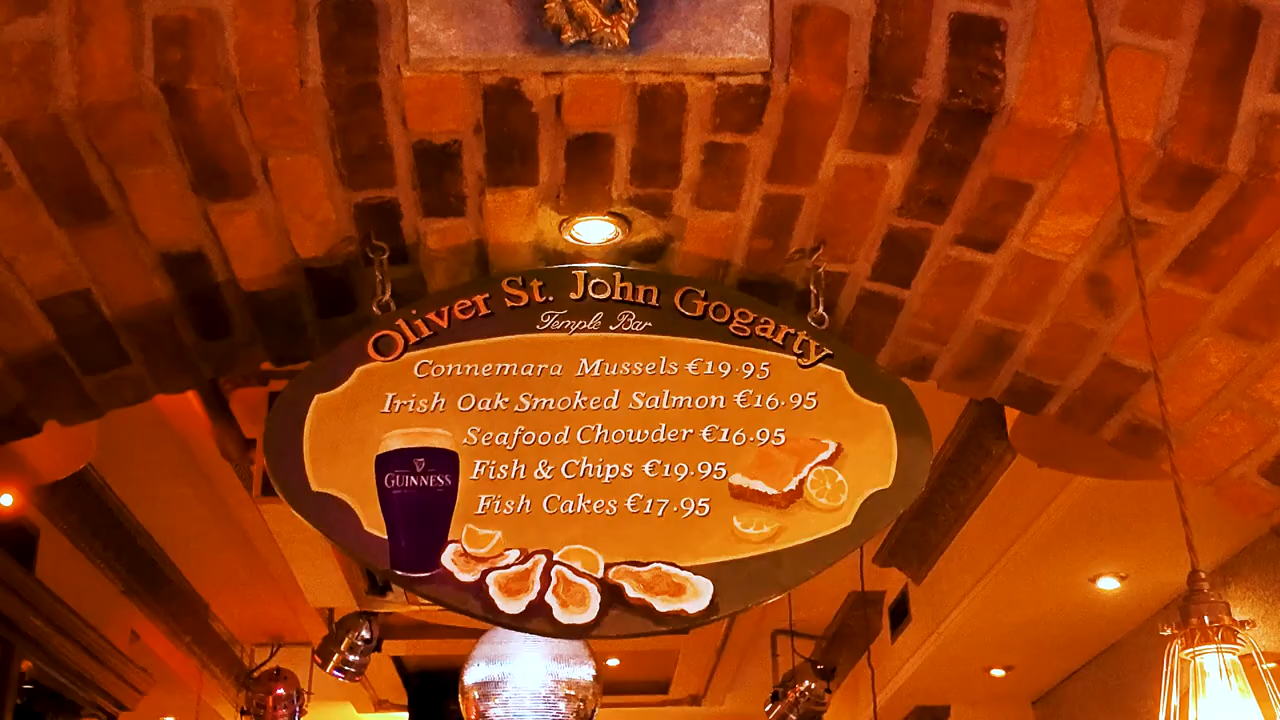 Oliver St. John Gogarty
Temple Bar
Connemara Mussels €19.95
Irish Oak Smoked Salmon €16.95
Seafood Chowder €16.95
Fish & Chips €19.95
Fish Cakes €17.95
GUINNESS